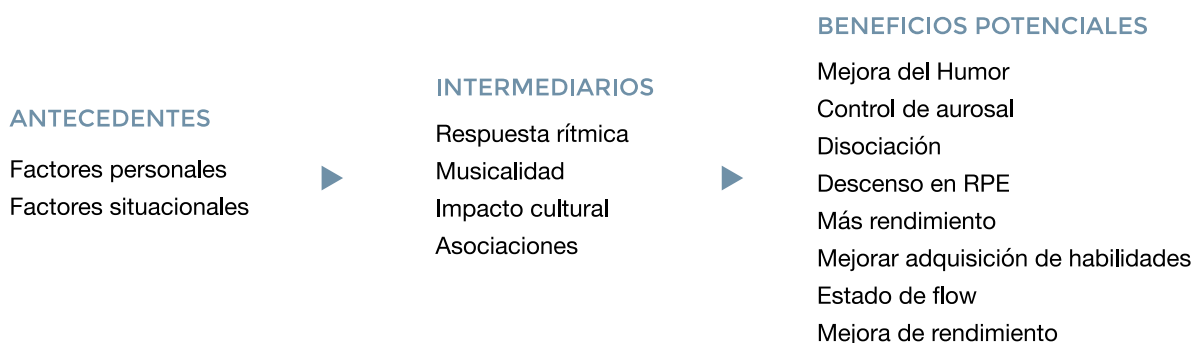 ANTECEDENTES
Factores personales
Factores situacionales
INTERMEDIARIOS
Respuesta rítmica
Musicalidad
Impacto cultural
Asociaciones
BENEFICIOS POTENCIALES
Mejora del Humor
Control de aurosal
Disociación
Descenso en RPE
Más rendimiento
Mejorar adquisición de habilidades
Estado de flow
Mejora de rendimiento